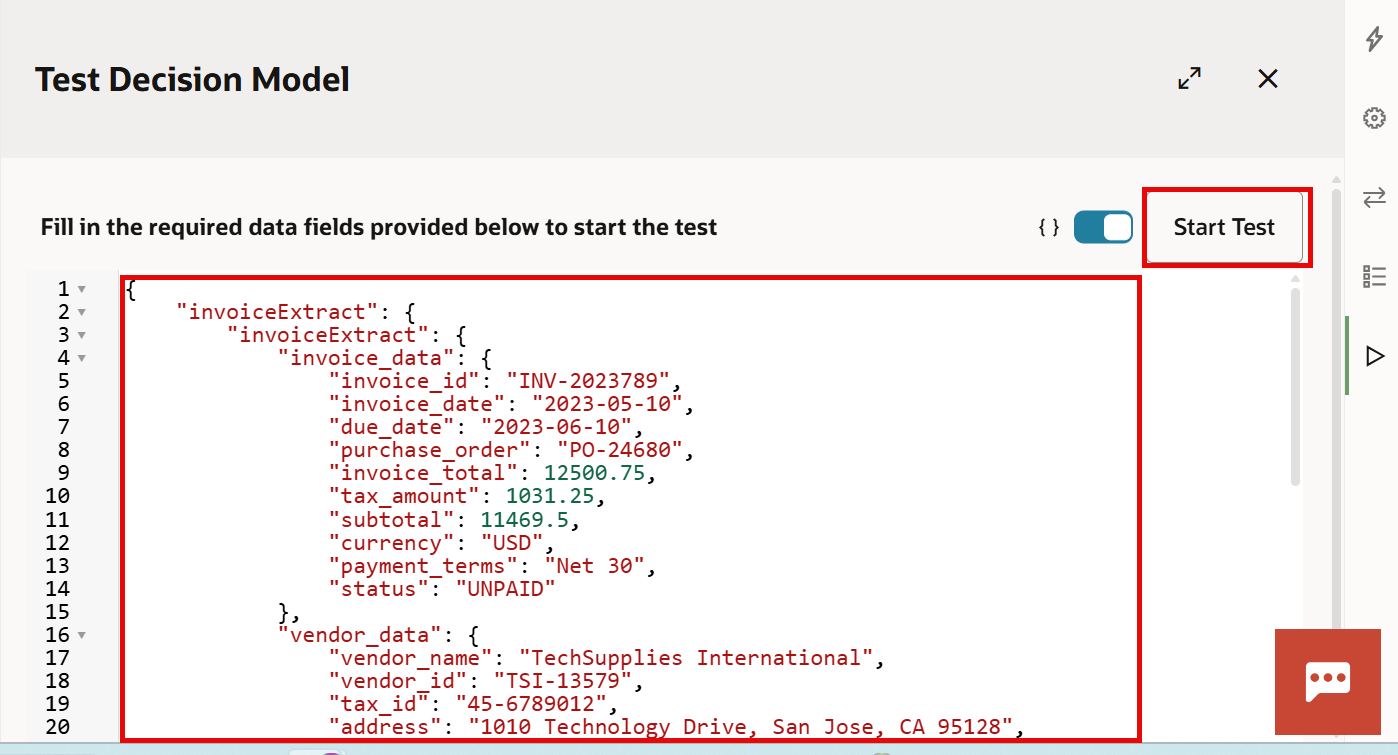 Test Decision Model
Fill in the required data fields provided below to start the test
{ }
Start Test
1 {
2 "invoiceExtract": {
3 "invoiceExtract": {
4 "invoice_data": {
5 "invoice_id": "INV-2023789",
6 "invoice_date": "2023-05-10",
7 "due_date": "2023-06-10",
8 "purchase_order": "PO-24680",
9 "invoice_total": 12500.75,
10 "tax_amount": 1031.25,
11 "subtotal": 11469.5,
12 "currency": "USD",
13 "payment_terms": "Net 30",
14 "status": "UNPAID"
15 },
16 "vendor_data": {
17 "vendor_name": "TechSupplies International",
18 "vendor_id": "TSI-13579",
19 "tax_id": "45-6789012",
20 "address": "1010 Technology Drive, San Jose, CA 95128",